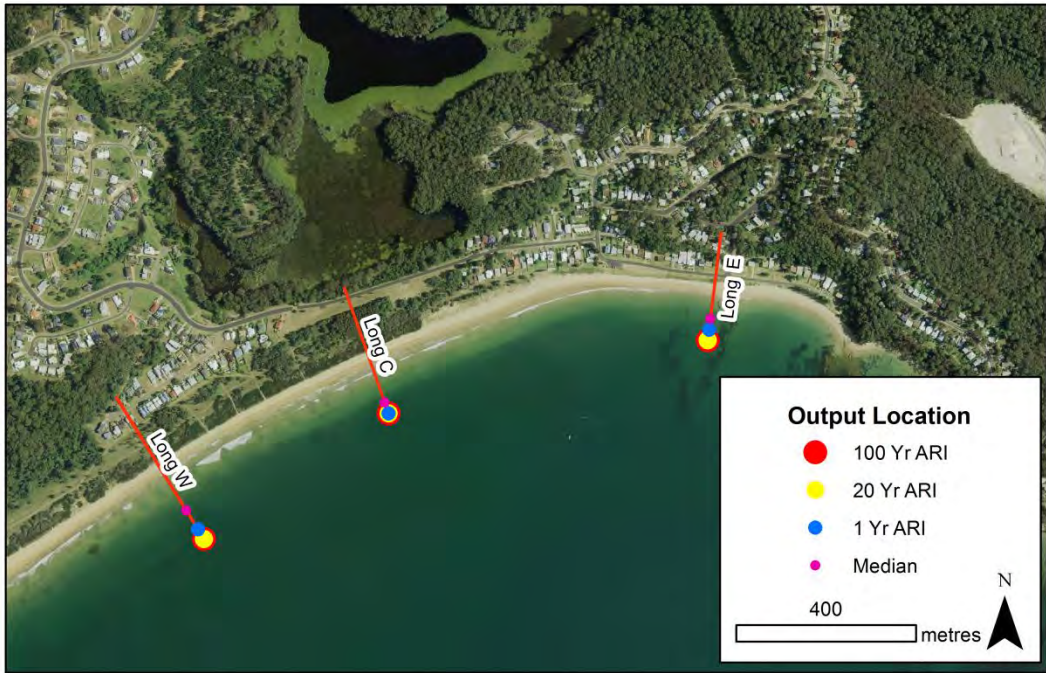 Long E
Long C
Long W
Output Location
100 Yr ARI
20 Yr ARI
1 Yr ARI
Median
N
400
metres